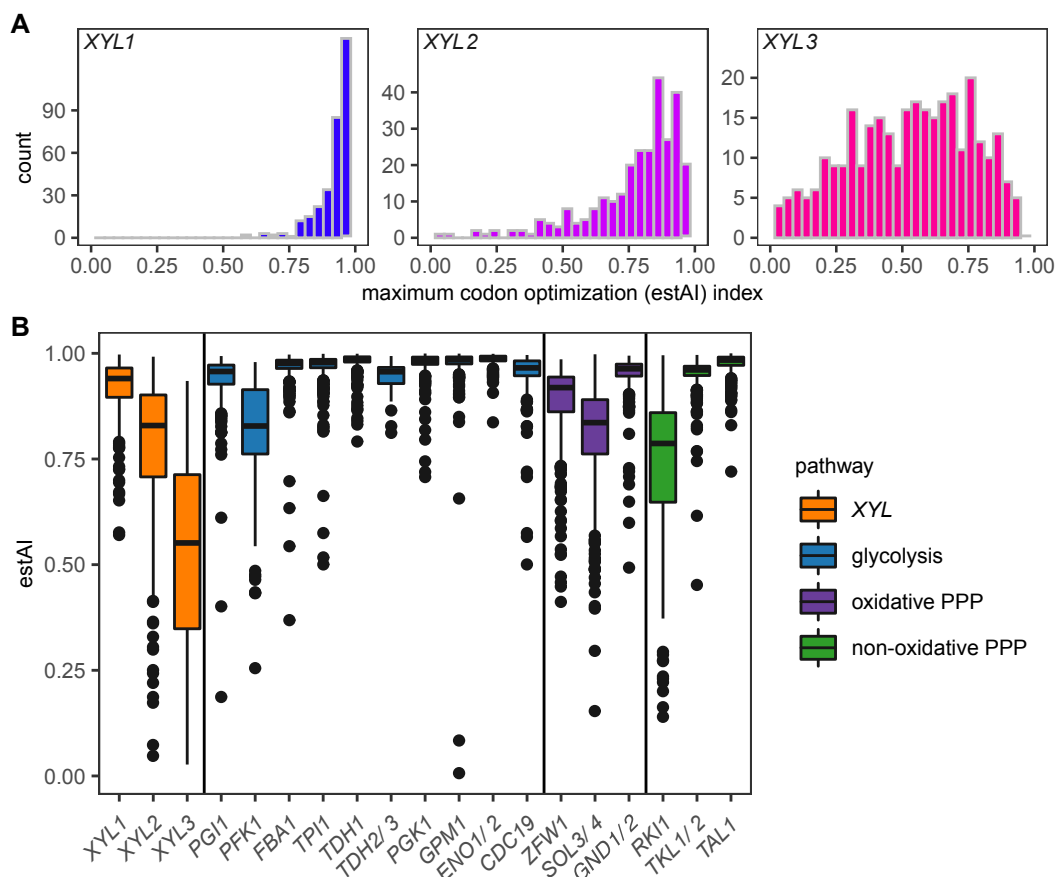 A
XYL1
XYL2
XYL3
count
90
60
30
0
40
30
20
10
0
20
15
10
5
0
0.00 0.25 0.50 0.75 1.00
0.00 0.25 0.50 0.75 1.00
0.00 0.25 0.50 0.75 1.00
maximum codon optimization (estAI) index
B
estAI
1.00
0.75
0.50
0.25
0.00
XYL1
XYL2
XYL3
PGI1
PFK1
FBA1
TPI1
TDH1
TDH2/3
PGK1
GPM1
ENO1/2
CDC19
ZFW1
SOL3/4
GND1/2
RKI1
TKL1/2
TAL1
pathway
XYL
glycolysis
oxidative PPP
non-oxidative PPP